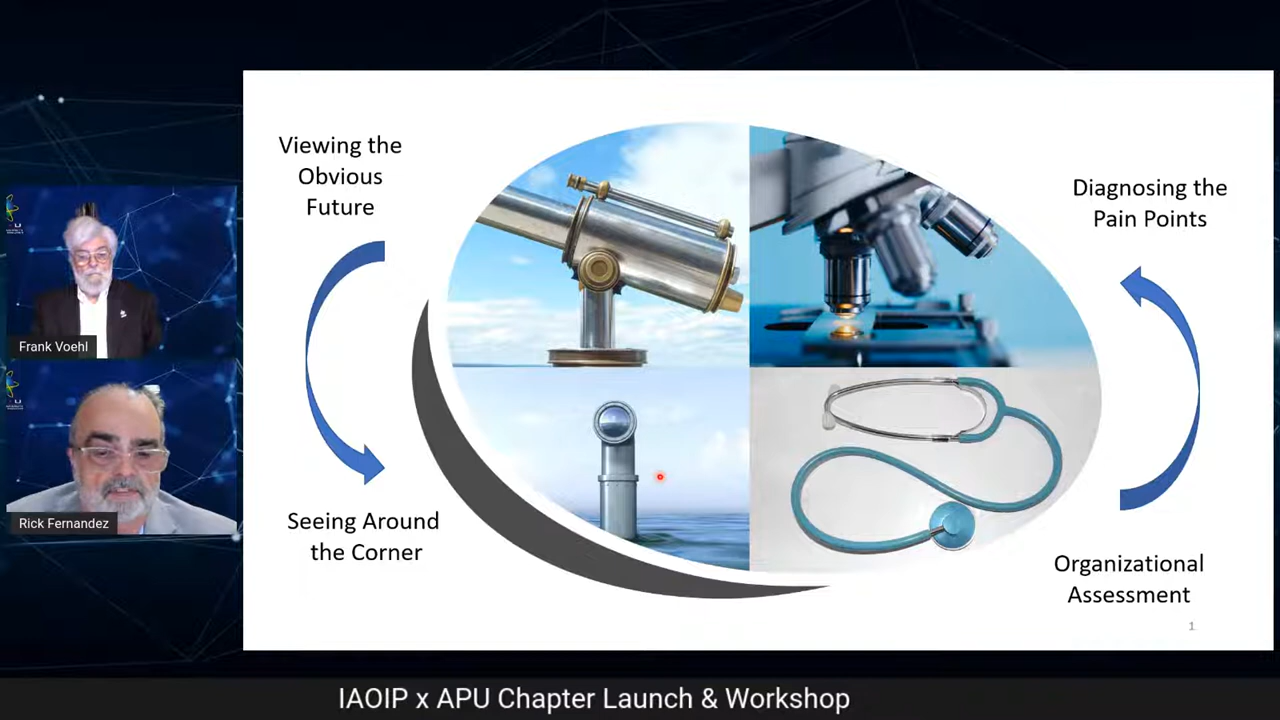 Viewing the
Obvious
Future
Diagnosing the
Pain Points
Frank Voehl
Rick Fernandez
Seeing Around
the Corner
Organizational
Assessment
1
IAOIP x APU Chapter Launch & Workshop